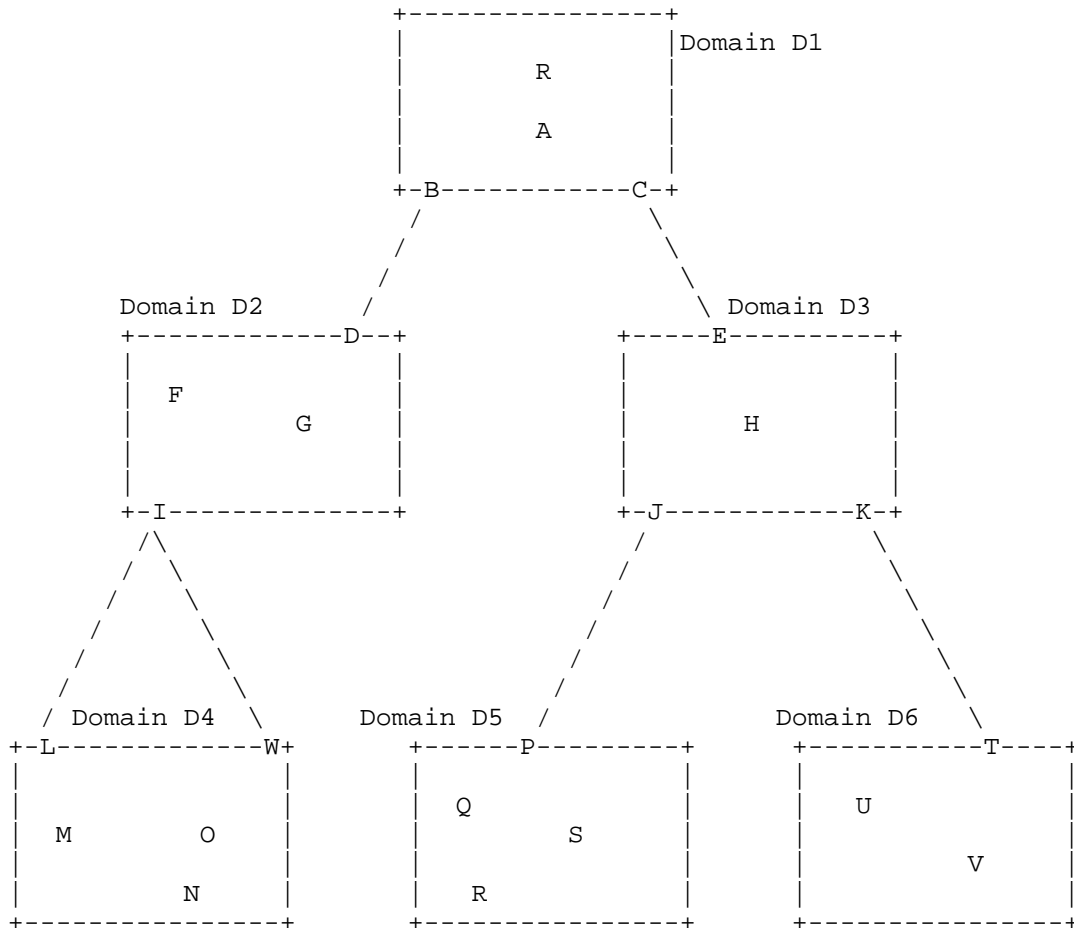 +-----------------+
| |Domain D1
| R |
| |
| A |
| |
+-B-------------C-+
/ \
/ \
/ \
Domain D2 / \ Domain D3
+-------------D--+ +-----E----------+
| | | |
| F | | |
| G | | H |
| | | |
| | | |
+-I--------------+ +-J------------K-+
/\ / \
/ \ / \
/ \ / \
/ \ / \
/ \ / \
/ \ / \
/ Domain D4 \ Domain D5 / Domain D6 \
+-L-------------W+ +------P---------+ +-----------T----+
| | | | | |
| | | Q | | U |
| M O | | S | | |
| | | | | V |
| N | | R | | |
+----------------+ +----------------+ +----------------+